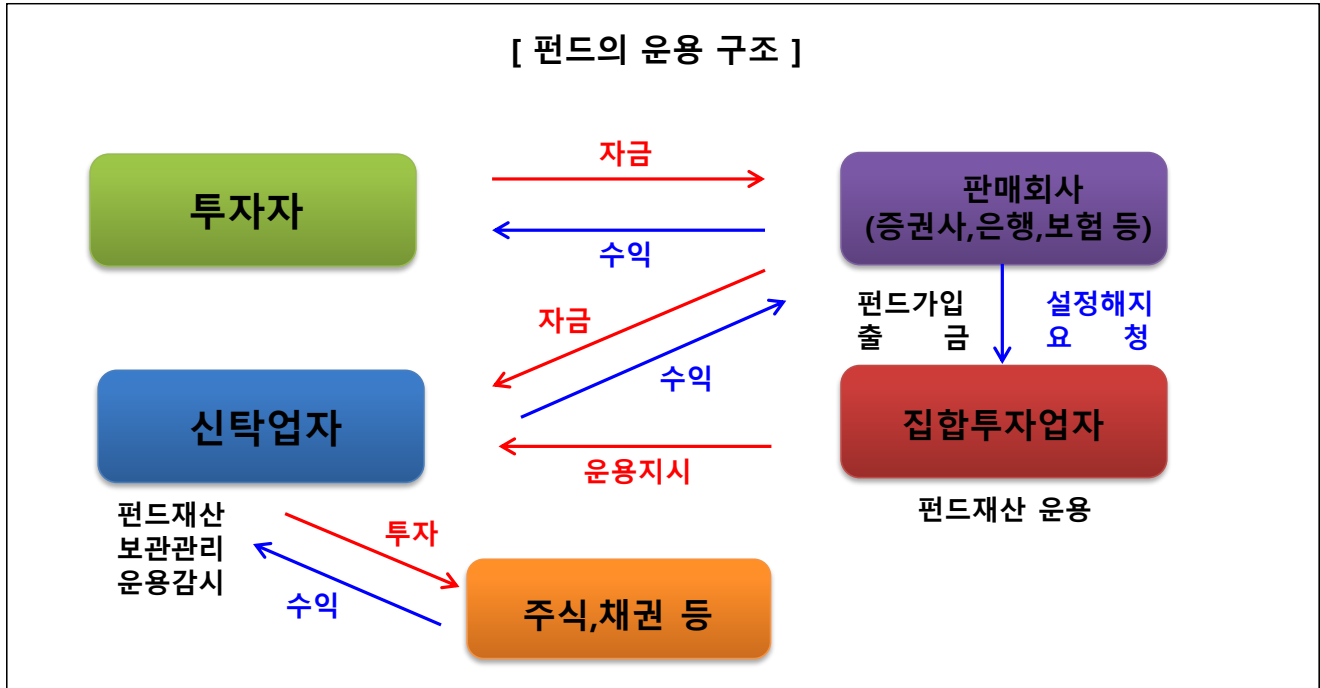 [ 펀드의 운용 구조 ]
자금
투자자
판매회사
(증권사,은행,보험 등)
수익
자금
펀드가입
출 금
설정해지
요 청
수익
신탁업자
집합투자업자
운용지시
펀드재산 운용
펀드재산
보관관리
운용감시
투자
수익
주식,채권 등